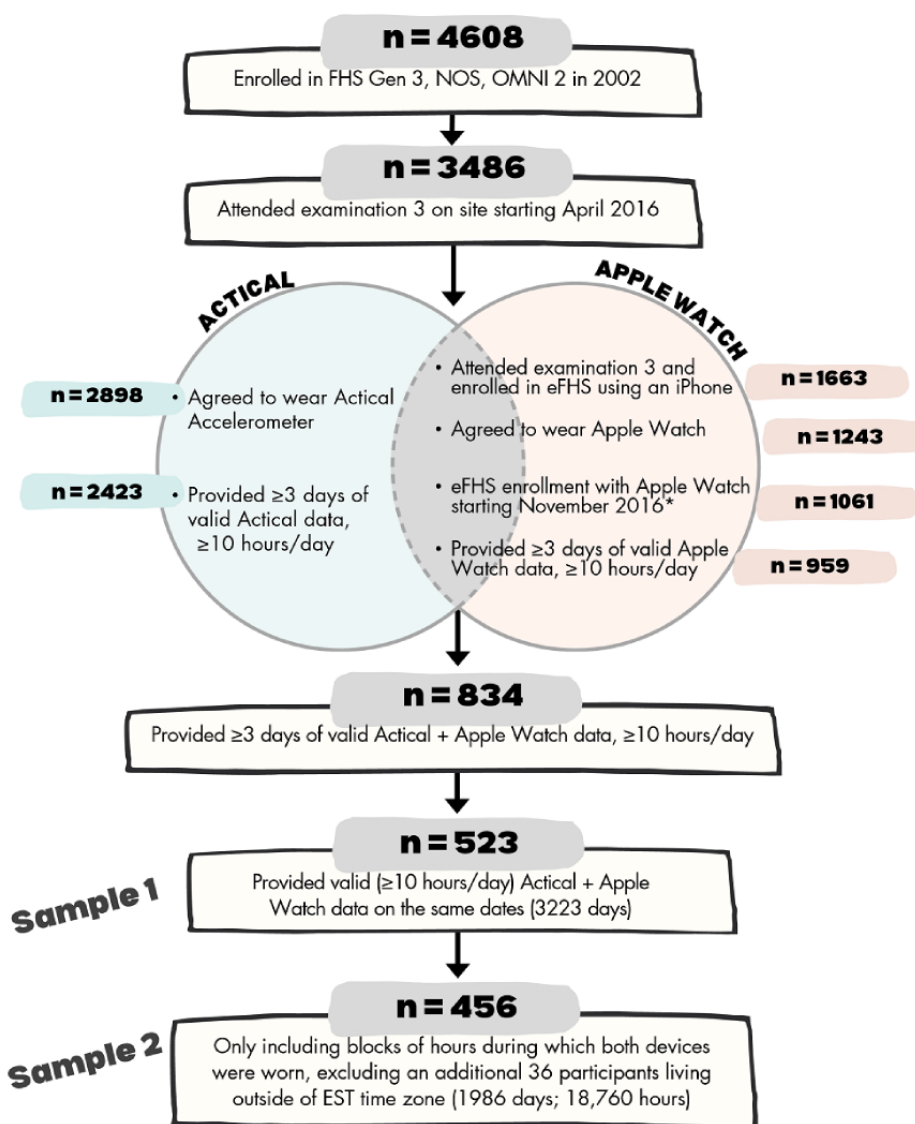 n = 4608
Enrolled in FHS Gen 3, NOS, OMNI 2 in 2002
n = 3486
Attended examination 3 on site starting April 2016
ACTICAL
APPLE WATCH
n = 2898
• Agreed to wear Actical
Accelerometer
n = 2423
• Provided ≥3 days of
valid Actical data,
≥10 hours/day
• Attended examination 3 and
enrolled in eFHS using an iPhone
n = 1663
• Agreed to wear Apple Watch
n = 1243
• eFHS enrollment with Apple Watch
starting November 2016*
n = 1061
• Provided ≥3 days of valid Apple
Watch data, ≥10 hours/day
n = 959
n = 834
Provided ≥3 days of valid Actical + Apple Watch data, ≥10 hours/day
Sample 1
n = 523
Provided valid (≥10 hours/day) Actical + Apple
Watch data on the same dates (3223 days)
Sample 2
n = 456
Only including blocks of hours during which both devices
were worn, excluding an additional 36 participants living
outside of EST time zone (1986 days; 18,760 hours)